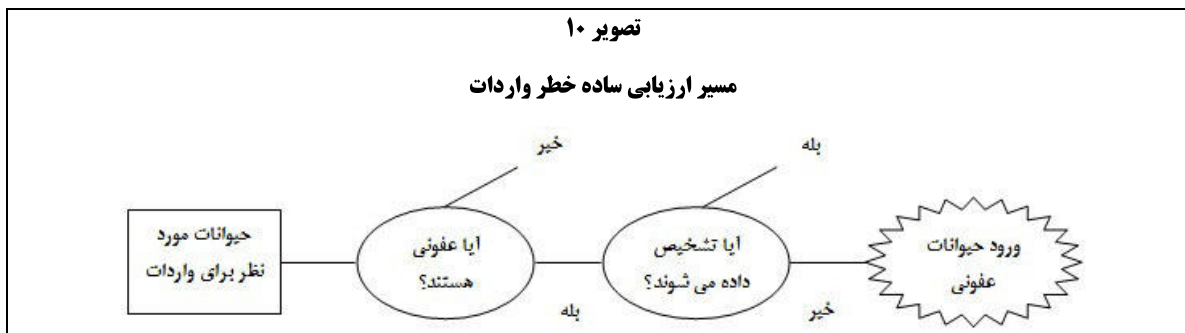 تصویر ۱۰
مسیر ارزیابی ساده خطر واردات
خیر
بله
حیوانات مورد
نظر برای واردات
آیا عفونی
هستند؟
آیا تشخیص
داده می شوند؟
ورود حیوانات
عفونی
بله
خیر